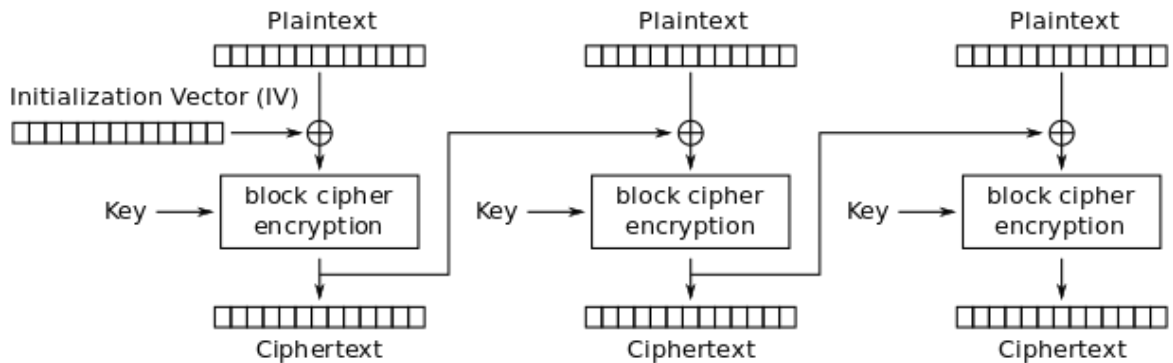 Plaintext
Plaintext
Plaintext
Initialization Vector (IV)
Key
block cipher
encryption
Key
block cipher
encryption
Key
block cipher
encryption
Ciphertext
Ciphertext
Ciphertext